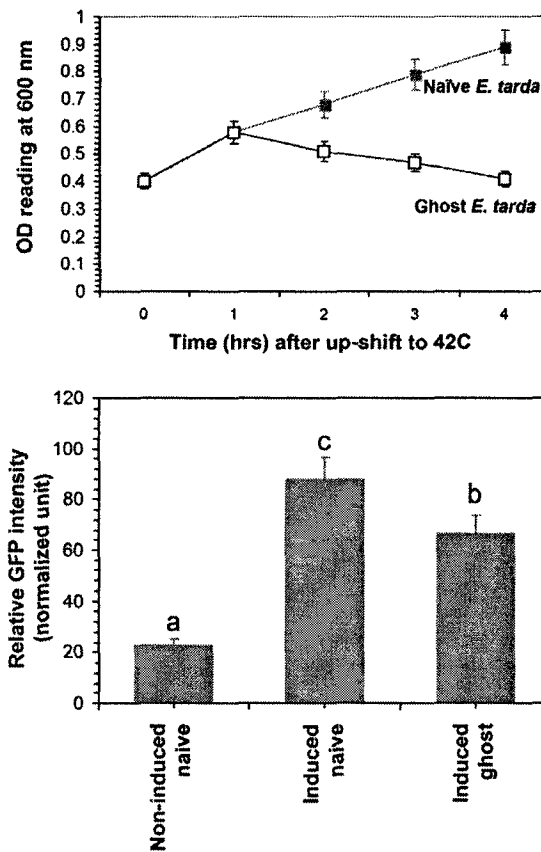 1
0.9
0.8
0.7
0.6
0.5
0.4
0.3
0.2
0.1
0
OD reading at 600 nm
Naïve E. tarda
Ghost E. tarda
0 1 2 3 4
Time (hrs) after up-shift to 42C
120
100
80
60
40
20
0
Relative GFP intensity
(normalized unit)
a
c
b
Non-induced
naive
Induced
naive
Induced
ghost